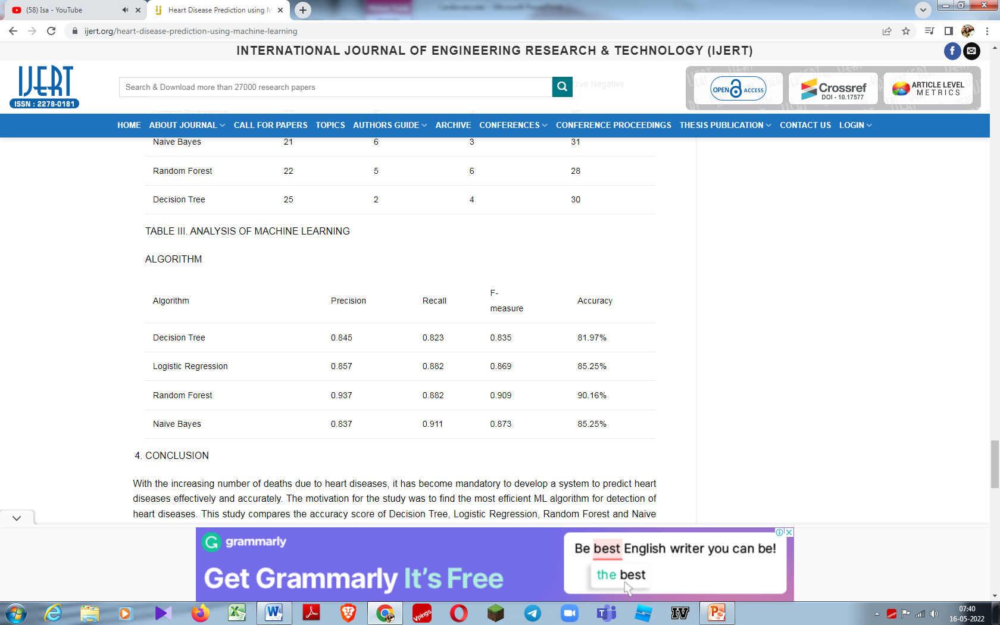 (58) Isa - YouTube
Heart Disease Prediction using M
ijert.org/heart-disease-prediction-using-machine-learning
INTERNATIONAL JOURNAL OF ENGINEERING RESEARCH & TECHNOLOGY (IJERT)
IJERT
ISSN : 2278-0181
Search & Download more than 27000 research papers
True Negative
OPEN ACCESS
Crossref
DOI - 10.17577
ARTICLE LEVEL
METRICS
Logistic Regression 22 5 4 30
HOME ABOUT JOURNAL CALL FOR PAPERS TOPICS AUTHORS GUIDE ARCHIVE CONFERENCES CONFERENCE PROCEEDINGS THESIS PUBLICATION CONTACT US LOGIN
Naive Bayes 21 6 3 31
Random Forest 22 5 6 28
Decision Tree 25 2 4 30
TABLE III. ANALYSIS OF MACHINE LEARNING
ALGORITHM
Algorithm Precision Recall F-measure Accuracy
Decision Tree 0.845 0.823 0.835 81.97%
Logistic Regression 0.857 0.882 0.869 85.25%
Random Forest 0.937 0.882 0.909 90.16%
Naive Bayes 0.837 0.911 0.873 85.25%
4. CONCLUSION
With the increasing number of deaths due to heart diseases, it has become mandatory to develop a system to predict heart
diseases effectively and accurately. The motivation for the study was to find the most efficient ML algorithm for detection of
heart diseases. This study compares the accuracy score of Decision Tree, Logistic Regression, Random Forest and Naive
grammarly
Get Grammarly It's Free
Be best English writer you can be!
the best
Vpings
IV
07:40
16-05-2022